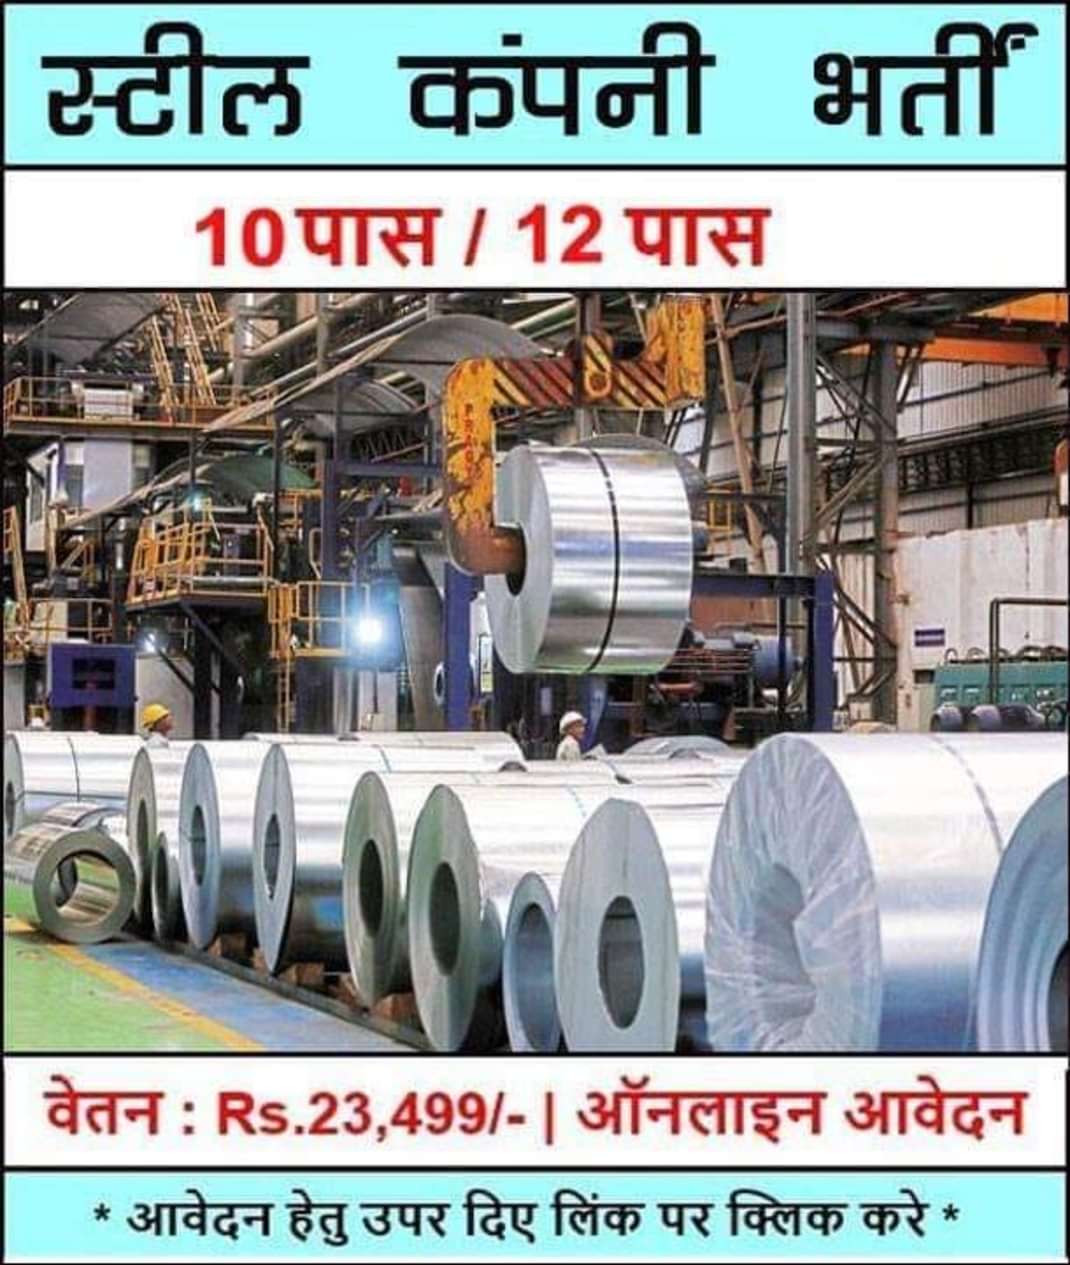 स्टील कंपनी भर्ती
10 पास / 12 पास
वेतन : Rs.23,499/- | ऑनलाइन आवेदन
* आवेदन हेतु उपर दिए लिंक पर क्लिक करे *